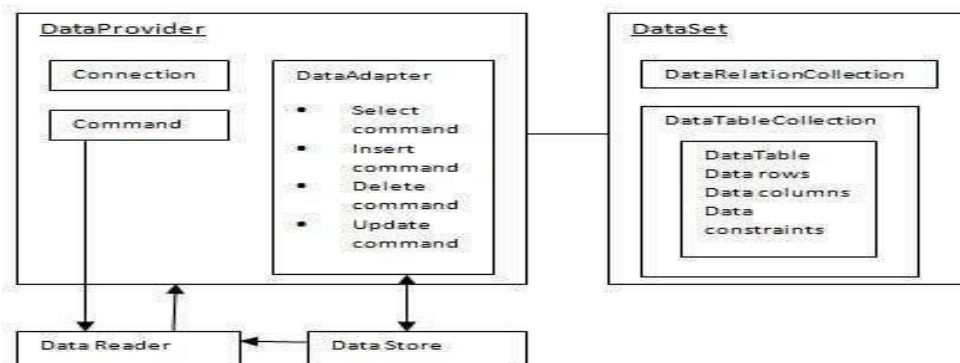 DataProvider
Connection
Command
DataAdapter
• Select
command
• Insert
command
• Delete
command
• Update
command
DataSet
DataRelationCollection
DataTableCollection
DataTable
Data rows
Data columns
Data
constraints
Data Reader
Data Store